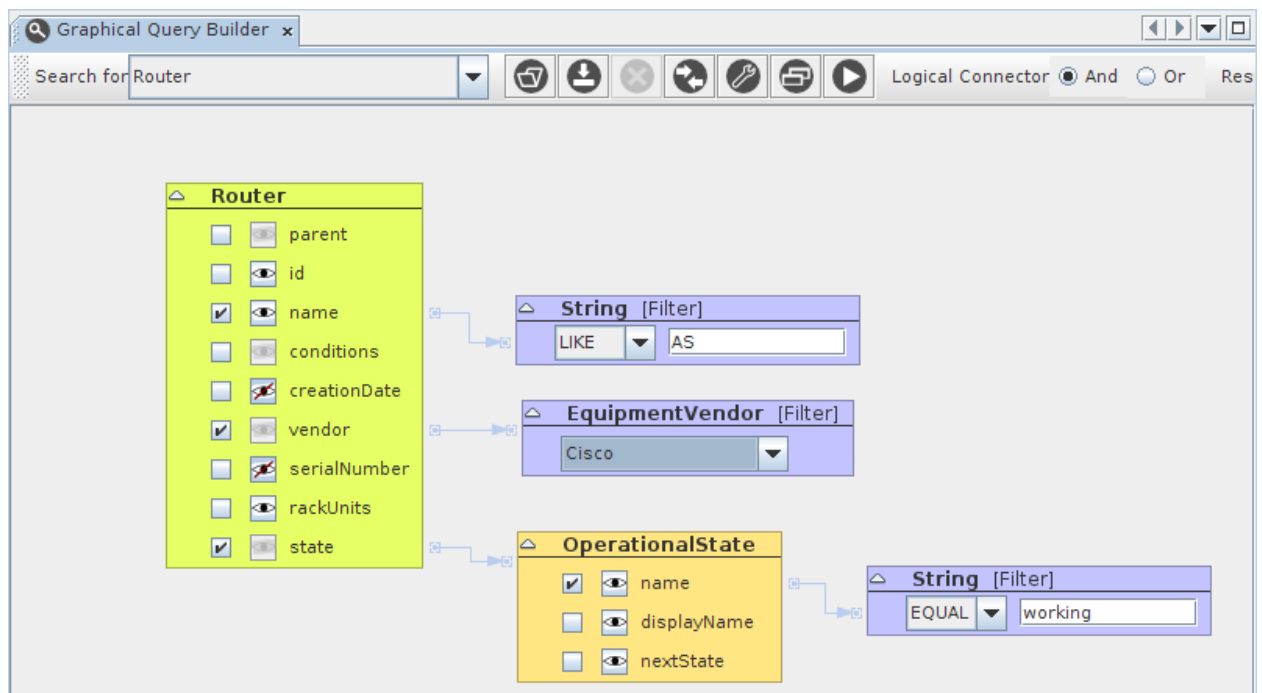 Graphical Query Builder x
Search for Router Logical Connector And Or Res
Router
parent
id
name
conditions
creationDate
vendor
serialNumber
rackUnits
state
String [Filter]
LIKE AS
EquipmentVendor [Filter]
Cisco
OperationalState
name
displayName
nextState
String [Filter]
EQUAL working